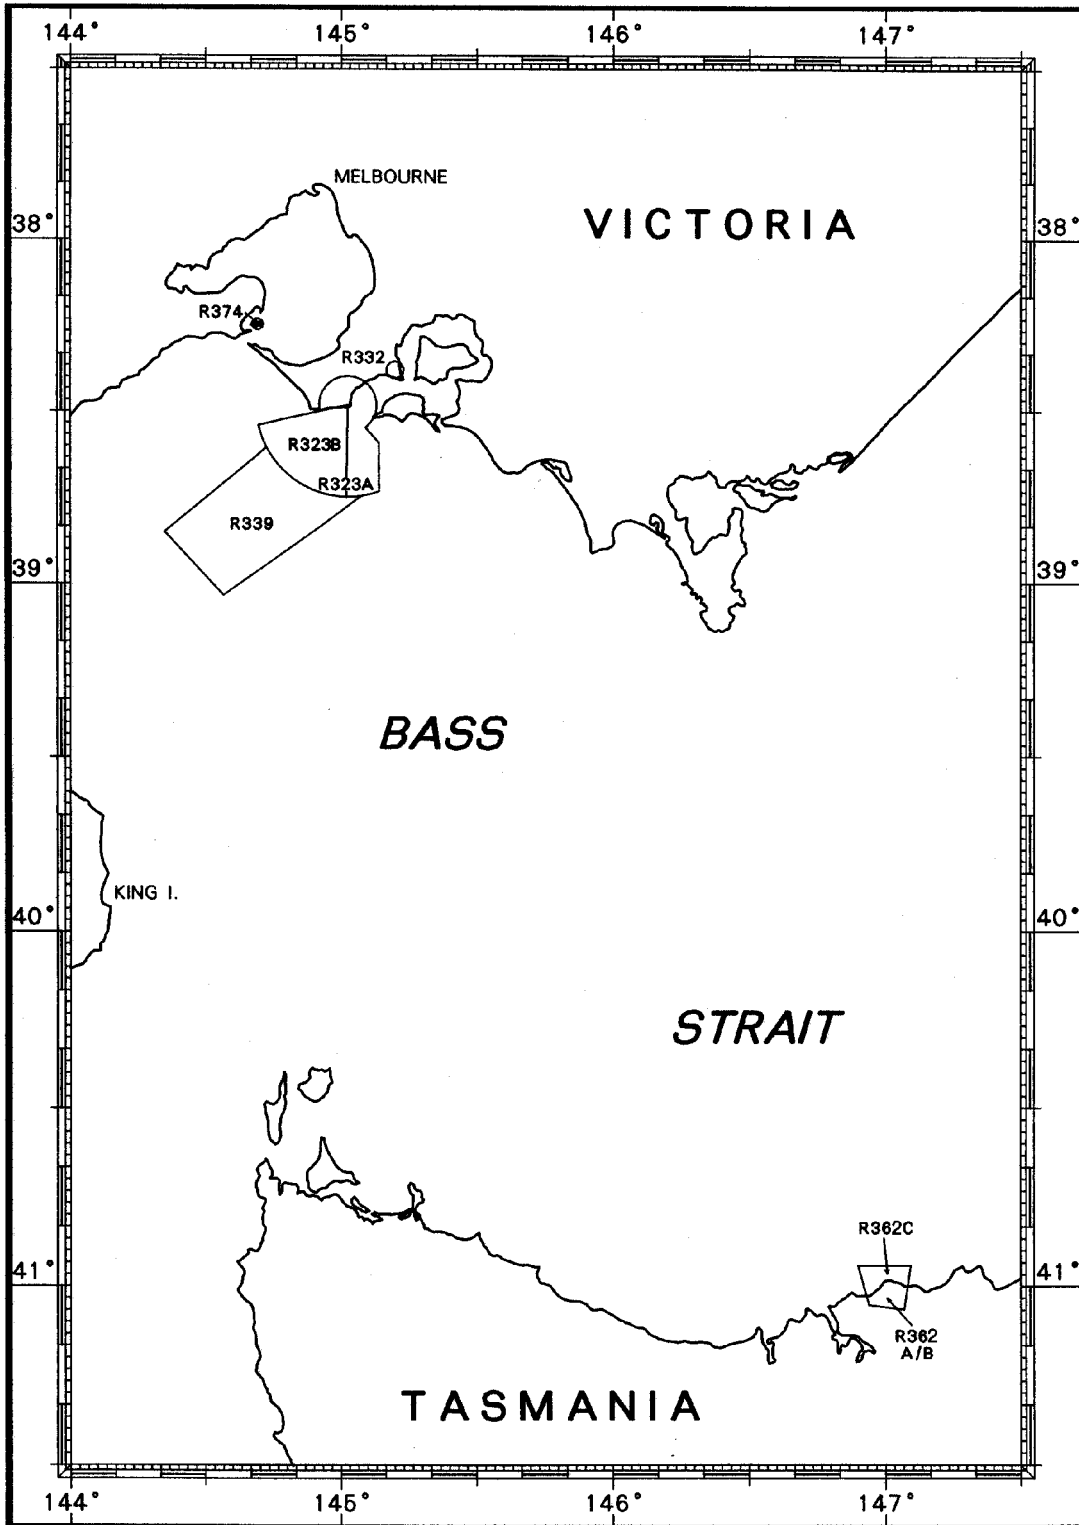 144° 145° 146° 147°
MELBOURNE
VICTORIA
38° 38°
R374
R332
R323B
R323A
R339
39° 39°
BASS
KING I.
40° 40°
STRAIT
R362C
41° 41°
R362
A/B
TASMANIA
144° 145° 146° 147°